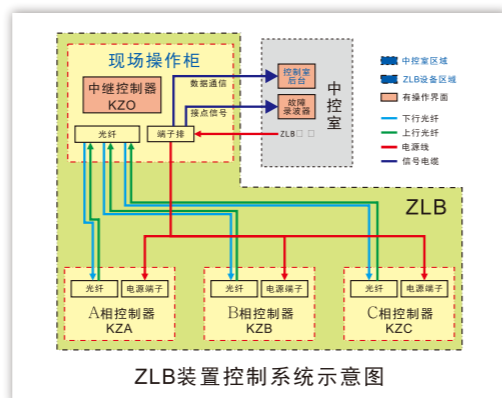 现场操作柜
中继控制器
KZO
光纤
端子排
数据通信
接点信号
控制室
后台
故障
录波器
ZLB
中控室
中控室区域
ZLB设备区域
有操作界面
下行光纤
上行光纤
电源线
信号电缆
ZLB
光纤
电源端子
A相控制器
KZA
光纤
电源端子
B相控制器
KZB
光纤
电源端子
C相控制器
KZC
ZLB装置控制系统示意图